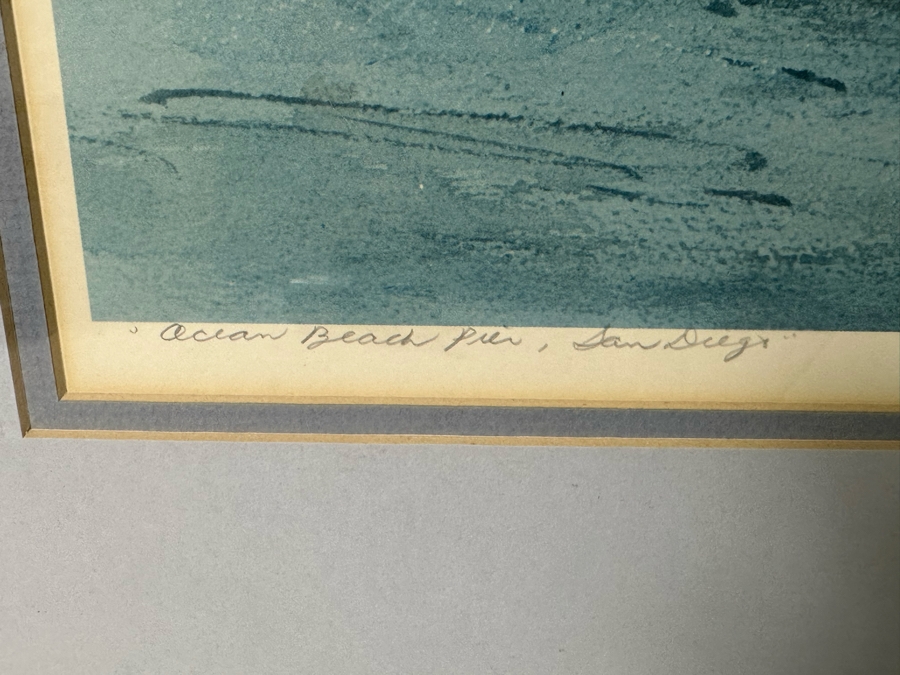 "Ocean Beach Pier, San Diego"